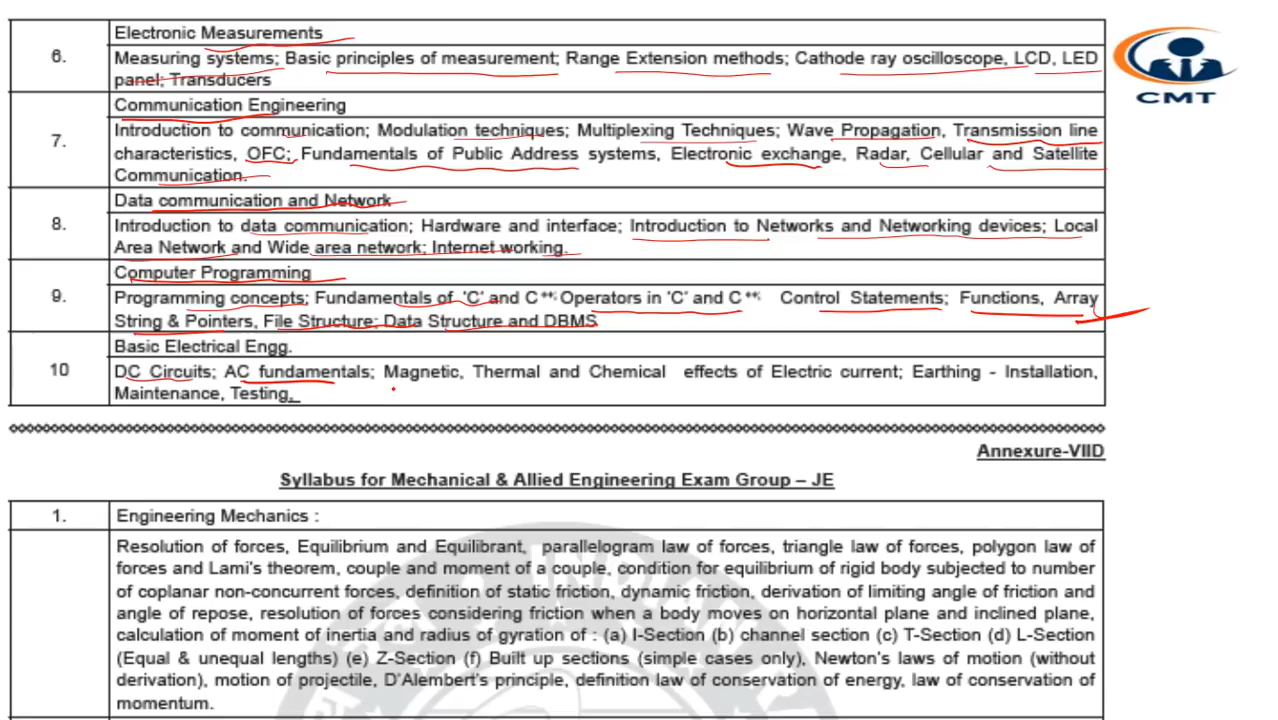 Electronic Measurements
6.
Measuring systems; Basic principles of measurement; Range Extension methods; Cathode ray oscilloscope, LCD, LED
panel; Transducers
CMT
Communication Engineering
7.
Introduction to communication; Modulation techniques; Multiplexing Techniques; Wave Propagation, Transmission line
characteristics, OFC; Fundamentals of Public Address systems, Electronic exchange, Radar, Cellular and Satellite
Communication.
Data communication and Network
8.
Introduction to data communication; Hardware and interface; Introduction to Networks and Networking devices; Local
Area Network and Wide area network; Internet working.
Computer Programming
9.
Programming concepts; Fundamentals of 'C' and C++ Operators in 'C' and C++ Control Statements; Functions, Array
String & Pointers, File Structure; Data Structure and DBMS
Basic Electrical Engg.
10
DC Circuits; AC fundamentals; Magnetic, Thermal and Chemical effects of Electric current; Earthing - Installation,
Maintenance, Testing,
Annexure-VIID
Syllabus for Mechanical & Allied Engineering Exam Group – JE
1.
Engineering Mechanics :
Resolution of forces, Equilibrium and Equilibrant, parallelogram law of forces, triangle law of forces, polygon law of
forces and Lami's theorem, couple and moment of a couple, condition for equilibrium of rigid body subjected to number
of coplanar non-concurrent forces, definition of static friction, dynamic friction, derivation of limiting angle of friction and
angle of repose, resolution of forces considering friction when a body moves on horizontal plane and inclined plane,
calculation of moment of inertia and radius of gyration of : (a) I-Section (b) channel section (c) T-Section (d) L-Section
(Equal & unequal lengths) (e) Z-Section (f) Built up sections (simple cases only), Newton's laws of motion (without
derivation), motion of projectile, D'Alembert's principle, definition law of conservation of energy, law of conservation of
momentum.